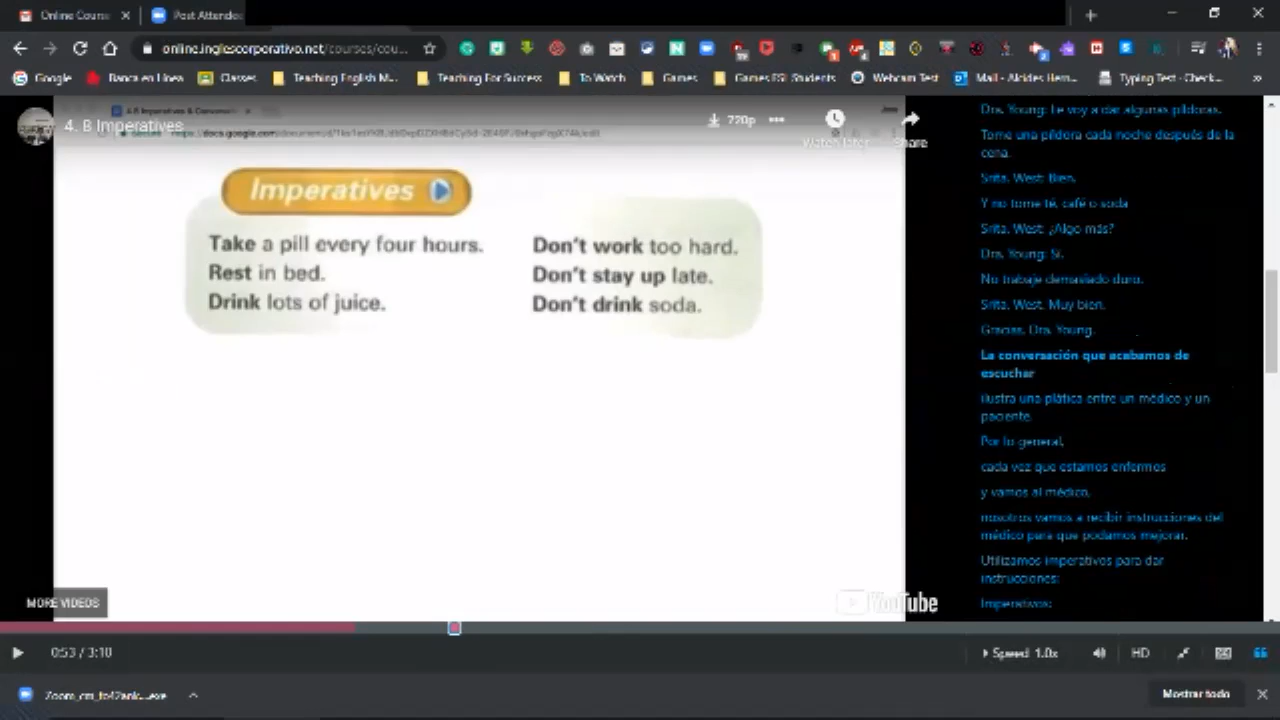 Online Course
Post Attende
online.inglescorporativo.net/courses/cou...
Google
Banca en Línea
Classes
Teaching English M...
Teaching For Success
To Watch
Games
Games ESL Students
Webcam Test
Mail - Alcides Hern...
Typing Test - Check...
4. B Imperatives
720p
Watch later
Share
Imperatives
Take a pill every four hours.
Rest in bed.
Drink lots of juice.
Don't work too hard.
Don't stay up late.
Don't drink soda.
MORE VIDEOS
YouTube
Dra. Young: Le voy a dar algunas píldoras.
Tome una píldora cada noche después de la
cena.
Srita. West: Bien.
Y no tome té, café o soda
Srita. West: ¿Algo más?
Dra. Young: Sí.
No trabaje demasiado duro.
Srita. West. Muy bien.
Gracias, Dra. Young.
La conversación que acabamos de
escuchar
ilustra una plática entre un médico y un
paciente.
Por lo general,
cada vez que estamos enfermos
y vamos al médico,
nosotros vamos a recibir instrucciones del
médico para que podamos mejorar.
Utilizamos imperativos para dar
instrucciones:
Imperativos:
0:53 / 3:10
Speed 1.0x
HD
Mostrar todo